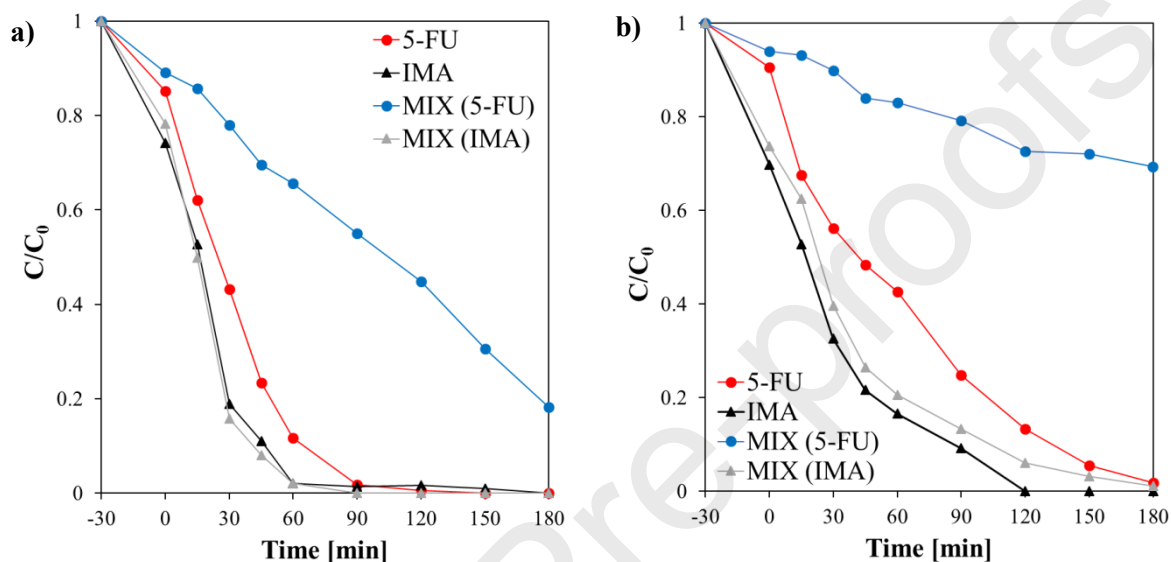 a)
1
0.8
0.6
0.4
0.2
0
C/C0
-30 0 30 60 90 120 150 180
Time [min]
5-FU
IMA
MIX (5-FU)
MIX (IMA)
b)
1
0.8
0.6
0.4
0.2
0
C/C0
-30 0 30 60 90 120 150 180
Time [min]
5-FU
IMA
MIX (5-FU)
MIX (IMA)
Pre-proofs